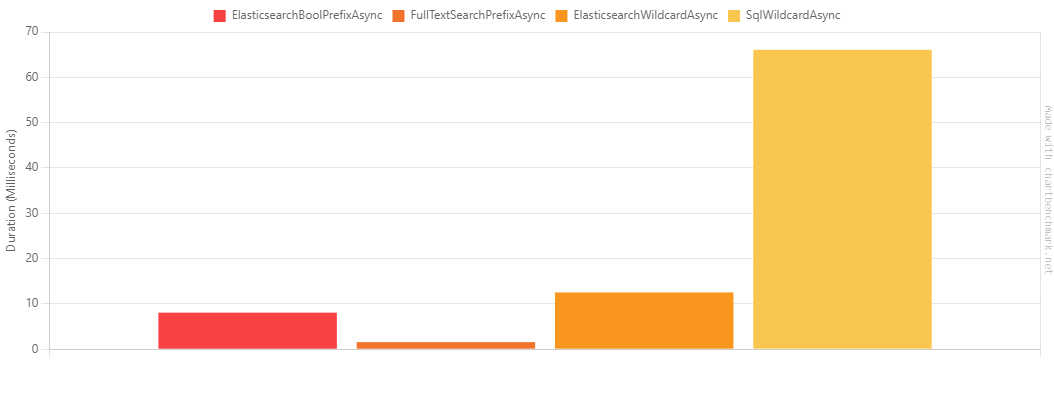 ElasticsearchBoolPrefixAsync FullTextSearchPrefixAsync ElasticsearchWildcardAsync SqlWildcardAsync
70
60
50
40
30
20
10
0
Duration (Milliseconds)
Made with chartbenchmark.net